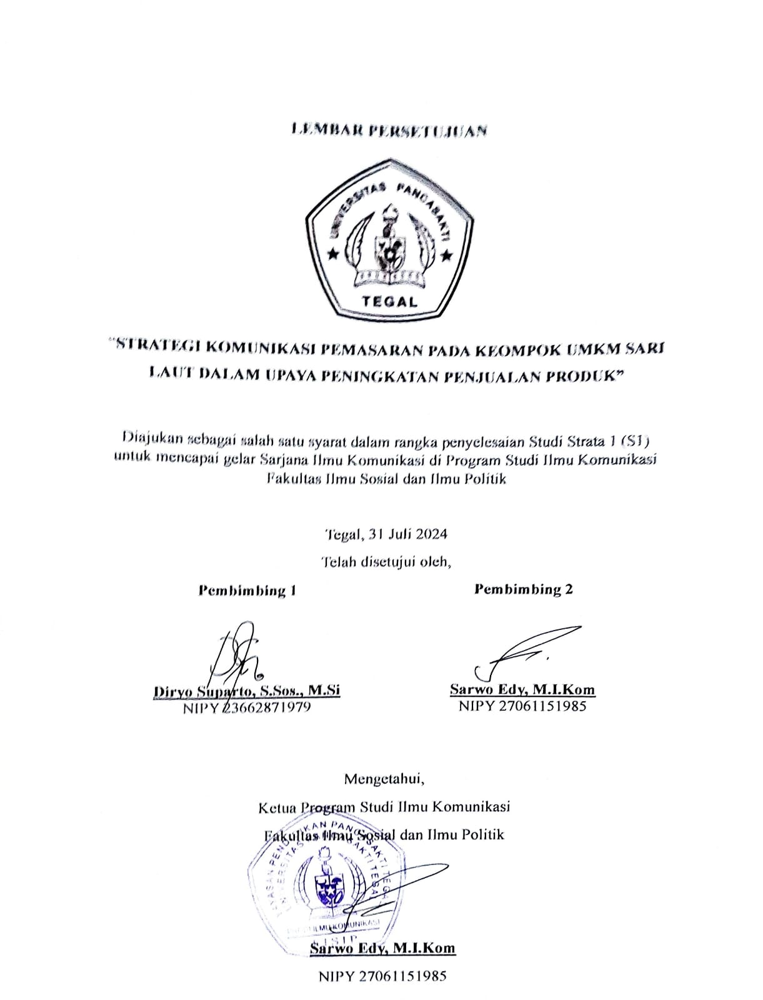 LEMBAR PERSETUJUAN
UNIVERSITAS PANCASAKTI
TEGAL
"STRATEGI KOMUNIKASI PEMASARAN PADA KEOMPOK UMKM SARI
LAUT DALAM UPAYA PENINGKATAN PENJUALAN PRODUK"
Diajukan sebagai salah satu syarat dalam rangka penyelesaian Studi Strata 1 (S1)
untuk mencapai gelar Sarjana Ilmu Komunikasi di Program Studi Ilmu Komunikasi
Fakultas Ilmu Sosial dan Ilmu Politik
Tegal, 31 Juli 2024
Telah disetujui oleh,
Pembimbing 1 Pembimbing 2
Diryo Suparto, S.Sos., M.Si Sarwo Edy, M.I.Kom
NIPY 23662871979 NIPY 27061151985
Mengetahui,
Ketua Program Studi Ilmu Komunikasi
Fakultas Ilmu Sosial dan Ilmu Politik
YAYASAN PENDIDIKAN PANCASAKTI TEGAL
UNIVERSITAS PANCASAKTI TEGAL
ILMU KOMUNIKASI
FISIP
Sarwo Edy, M.I.Kom
NIPY 27061151985